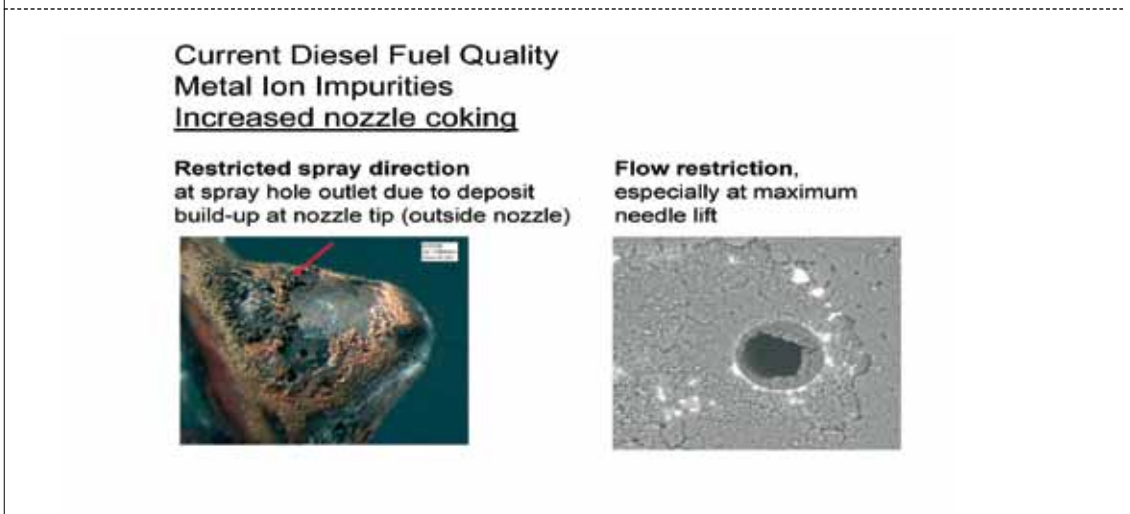 Current Diesel Fuel Quality
Metal Ion Impurities
Increased nozzle coking
Restricted spray direction
at spray hole outlet due to deposit
build-up at nozzle tip (outside nozzle)
Flow restriction,
especially at maximum
needle lift